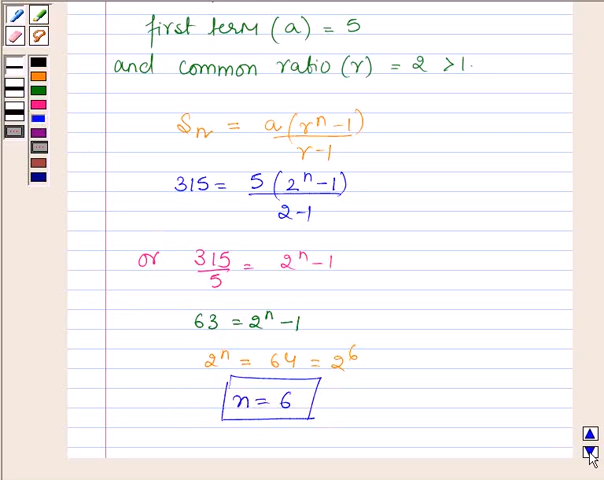 first term (a) = 5
and common ratio (r) = 2 >1.
Sn = a(r^n-1)/r-1
315 = 5(2^n-1)/2-1
or 315/5 = 2^n-1
63 = 2^n-1
2^n = 64 = 2^6
n = 6